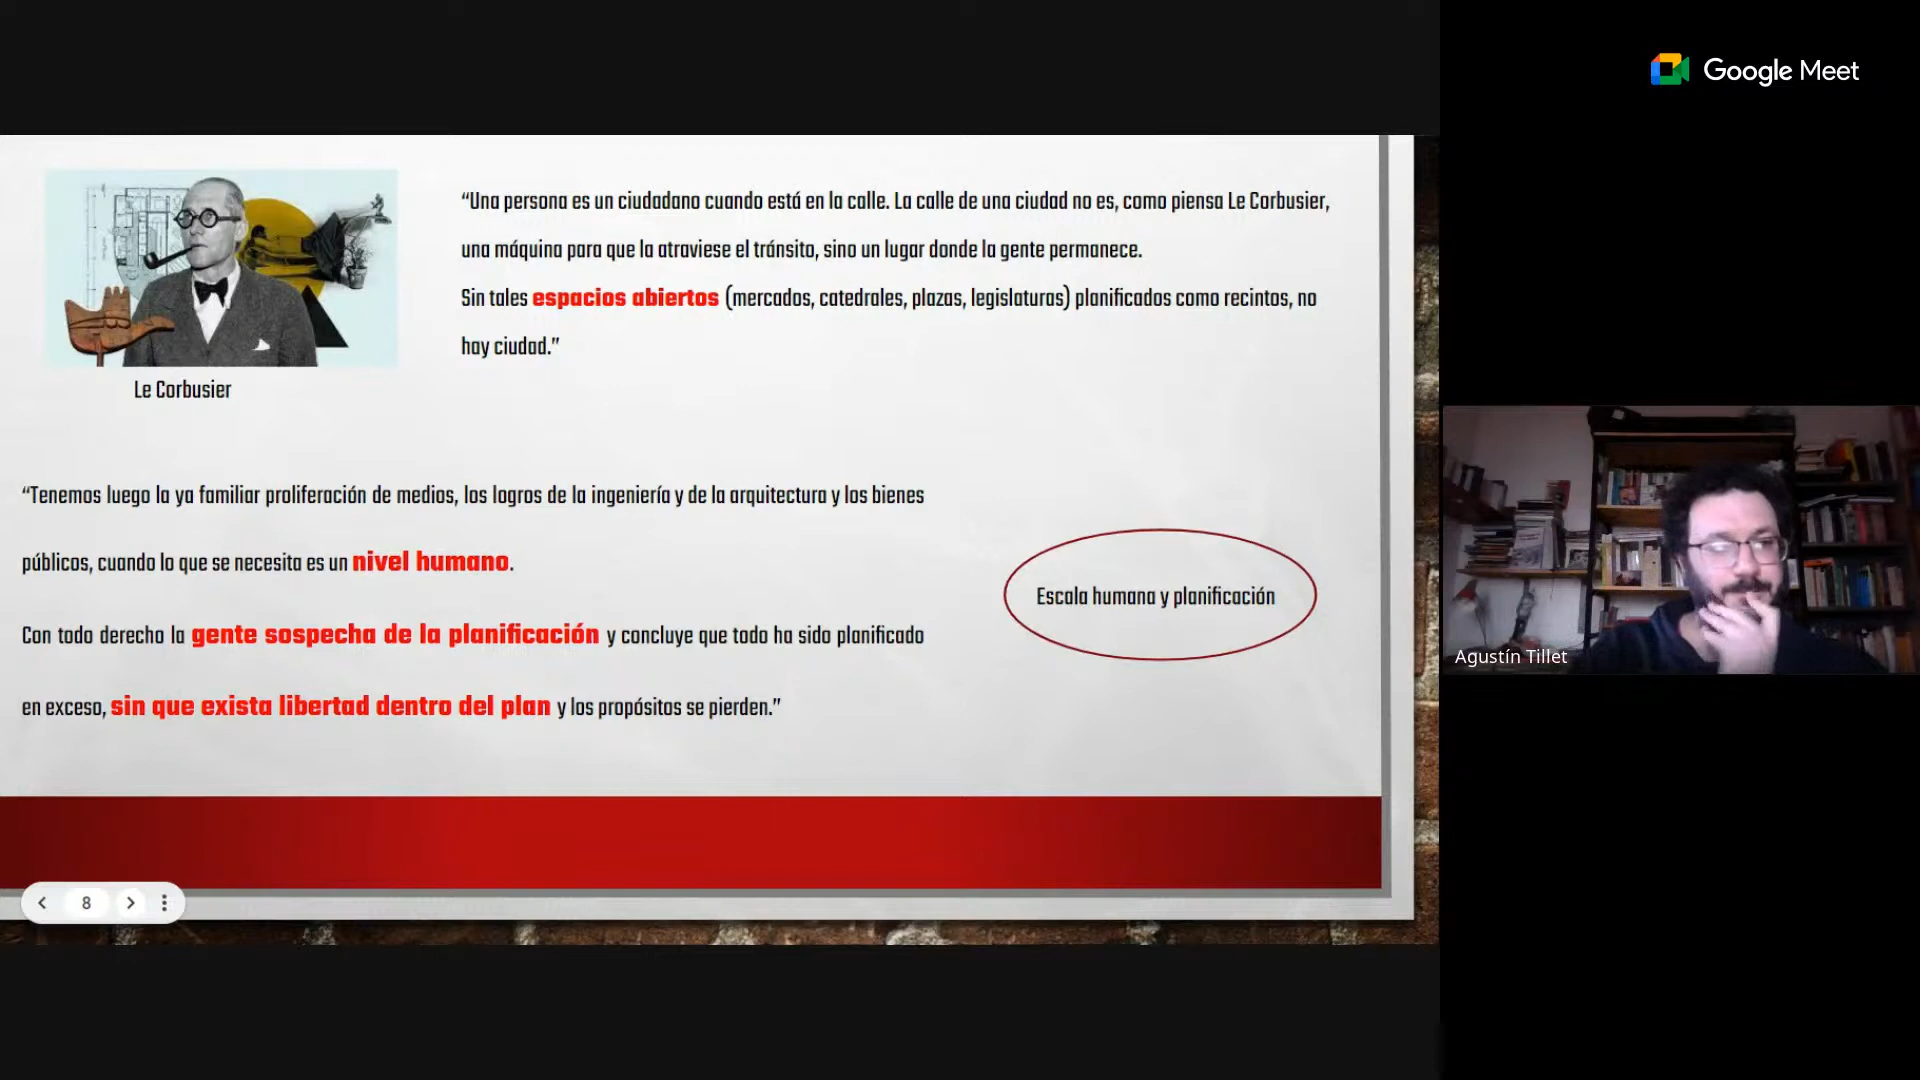 Google Meet
“Una persona es un ciudadano cuando está en la calle. La calle de una ciudad no es, como piensa Le Corbusier,
una máquina para que la atraviese el tránsito, sino un lugar donde la gente permanece.
Sin tales espacios abiertos (mercados, catedrales, plazas, legislaturas) planificados como recintos, no
hay ciudad.”
Le Corbusier
“Tenemos luego la ya familiar proliferación de medios, los logros de la ingeniería y de la arquitectura y los bienes
públicos, cuando lo que se necesita es un nivel humano.
Con todo derecho la gente sospecha de la planificación y concluye que todo ha sido planificado
en exceso, sin que exista libertad dentro del plan y los propósitos se pierden.”
Escala humana y planificación
Agustín Tillet
8